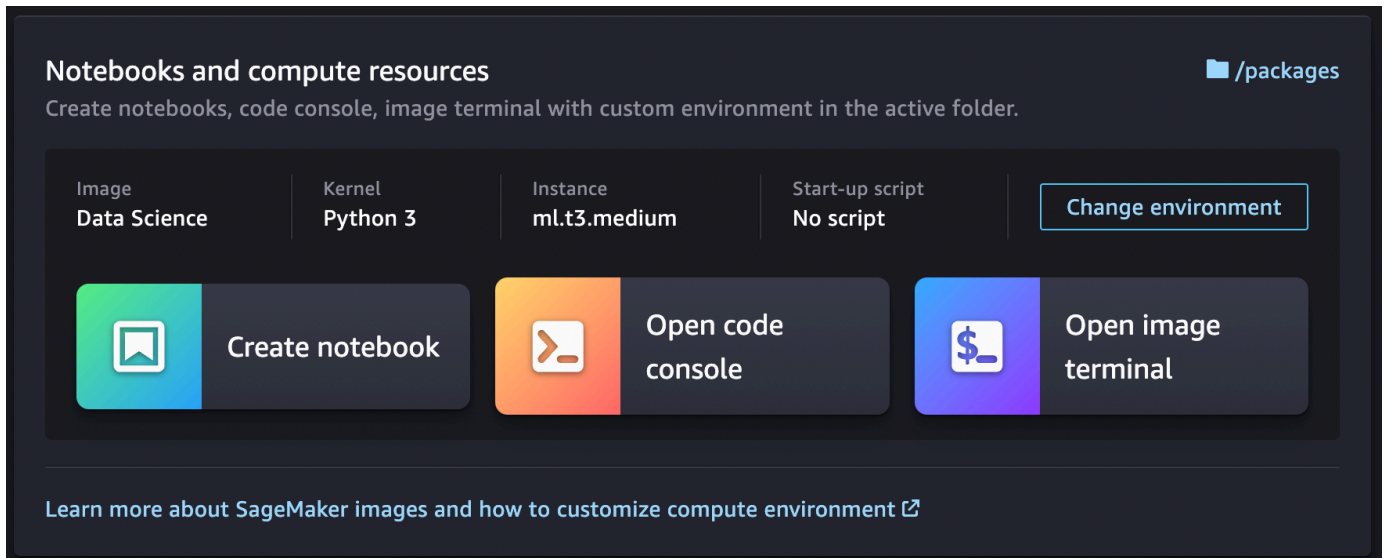 Notebooks and compute resources
/packages
Create notebooks, code console, image terminal with custom environment in the active folder.
Image
Data Science
Kernel
Python 3
Instance
ml.t3.medium
Start-up script
No script
Change environment
Create notebook
Open code
console
$_
Open image
terminal
Learn more about SageMaker images and how to customize compute environment